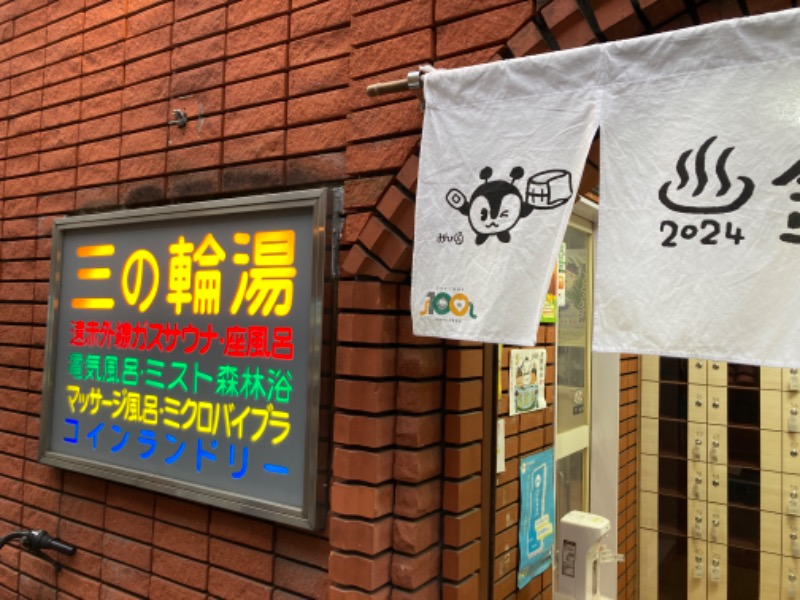 三の輪湯
遠赤外線ガスサウナ・座風呂
電気風呂・ミスト森林浴
マッサージ風呂・ミクロバイブラ
コインランドリー
2024
100